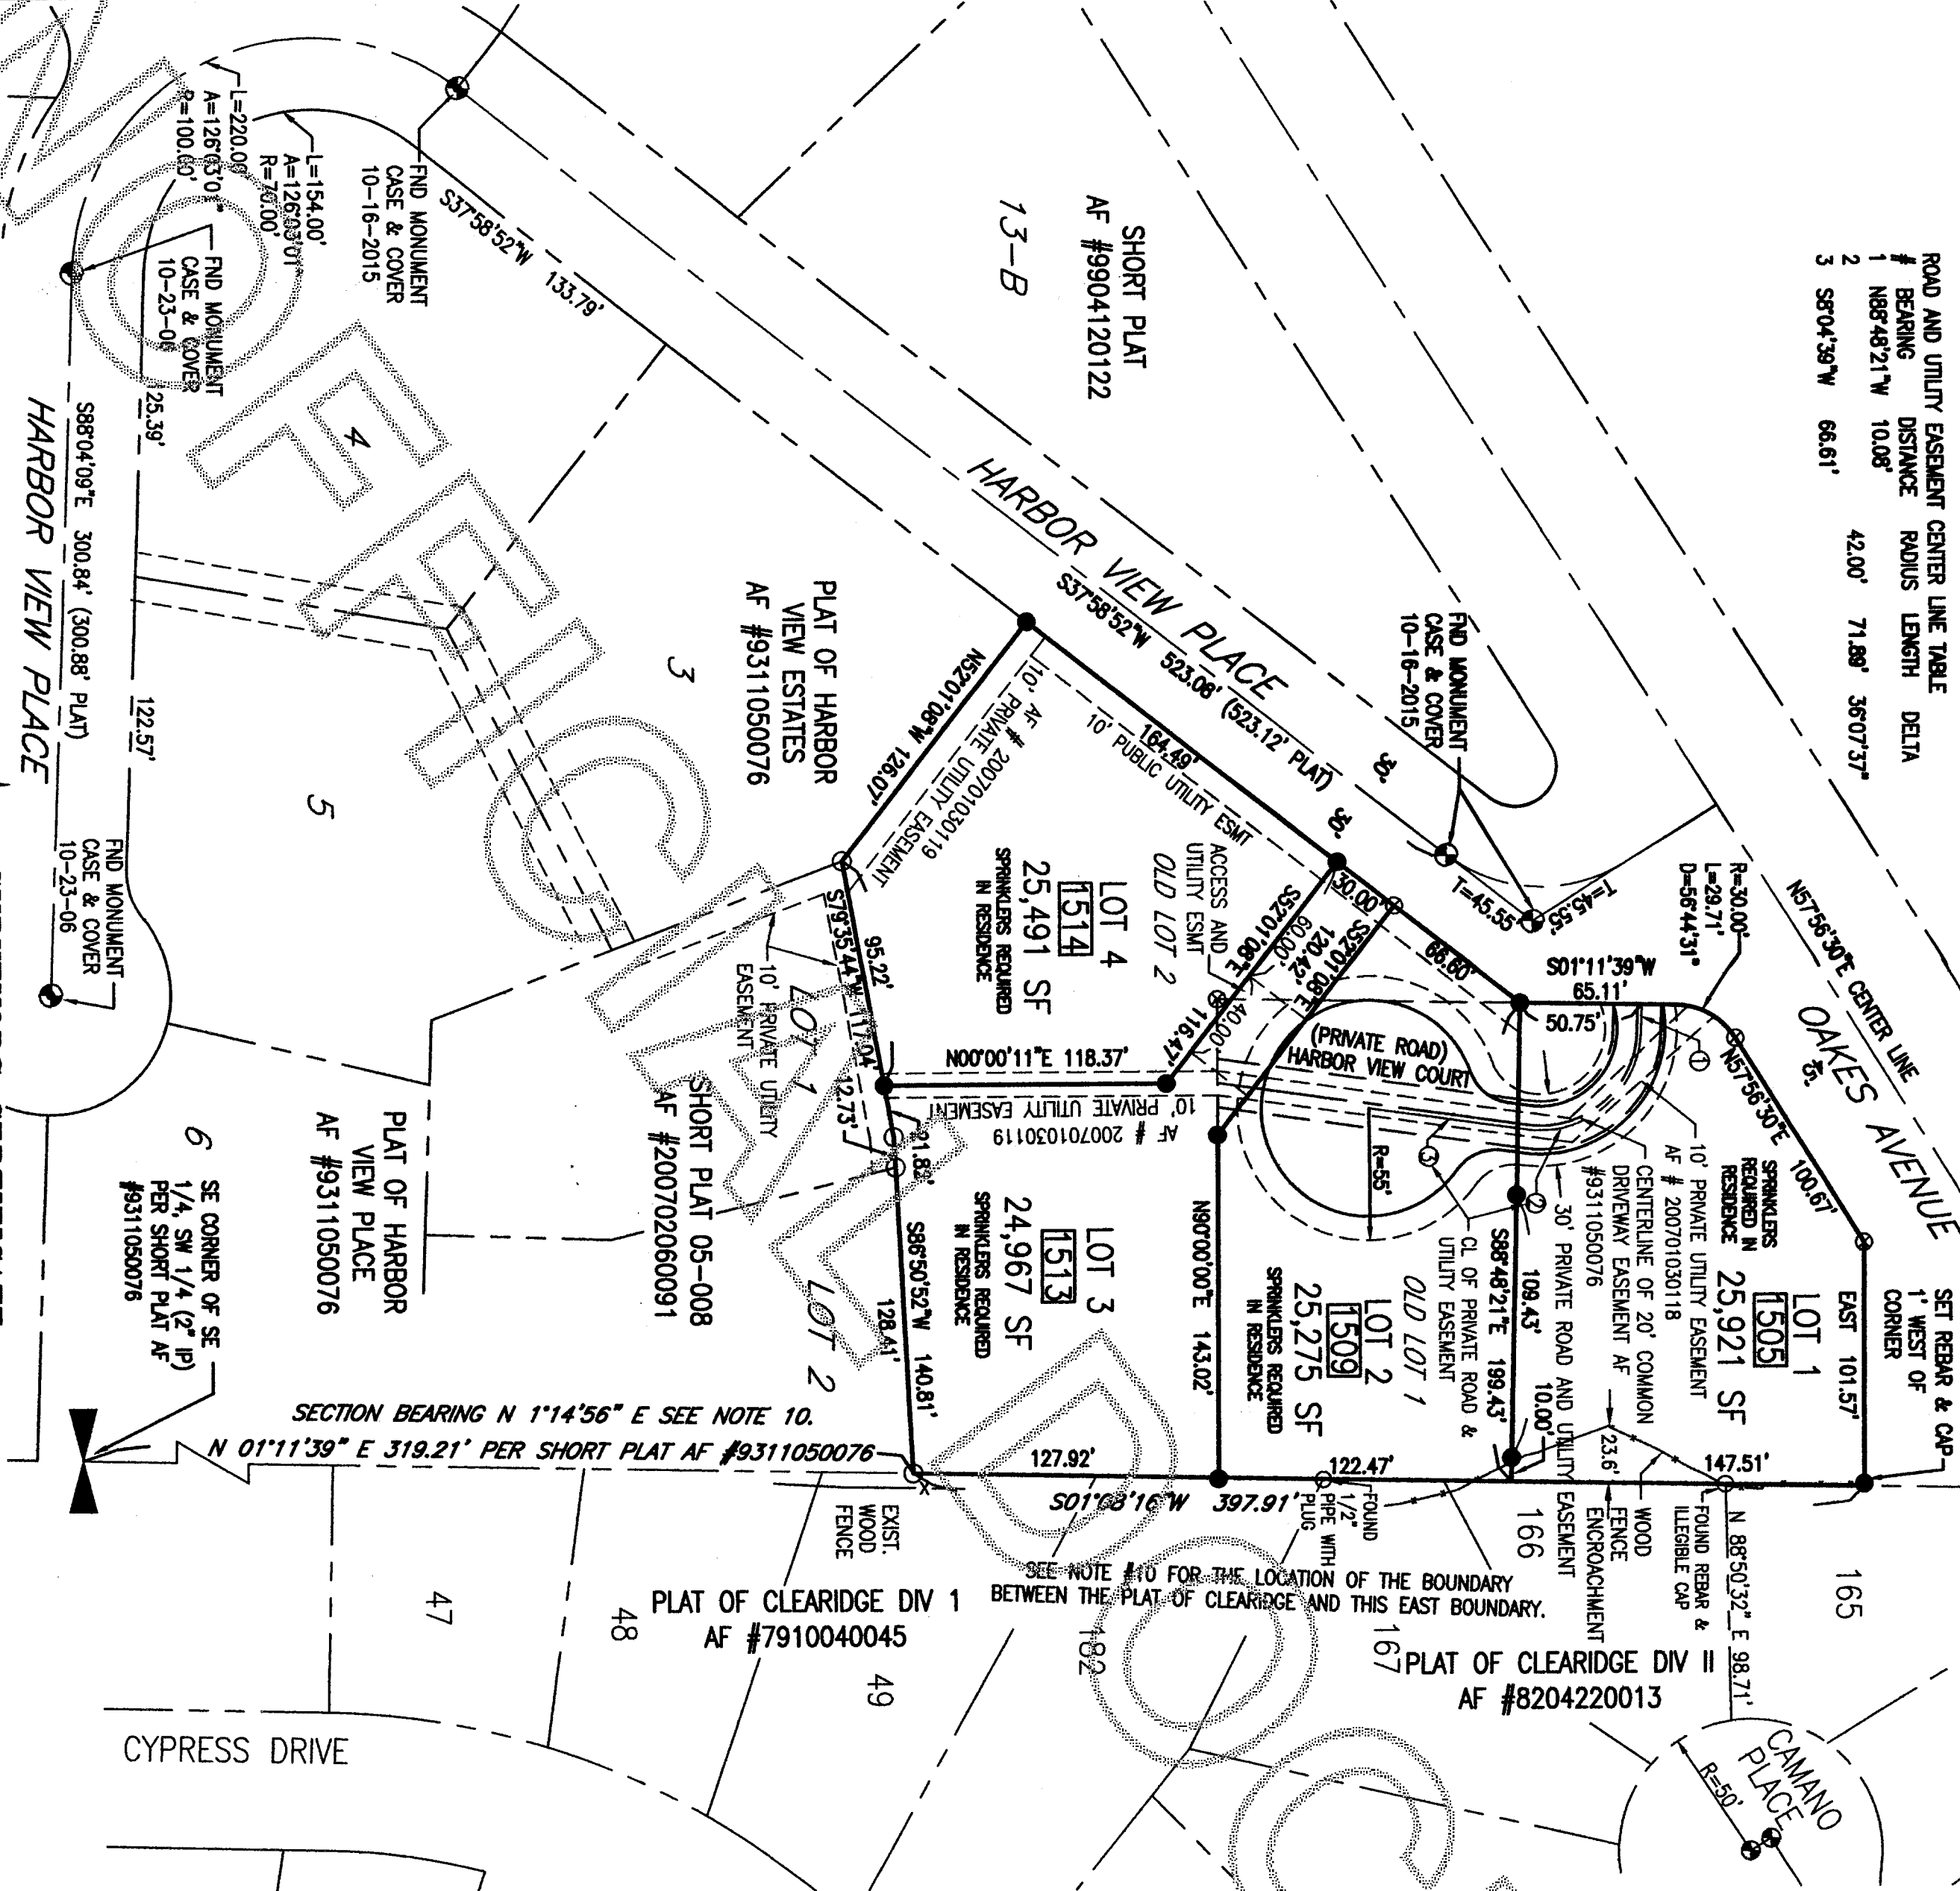 ROAD AND UTILITY EASEMENT CENTER LINE TABLE
# BEARING DISTANCE RADIUS LENGTH DELTA
1 N88°48'21"W 10.08'
2 42.00' 71.89' 36°07'37"
3 S8°04'39"W 66.61'
SHORT PLAT
AF #9904120122
13-B
L=220.00'
A=126°03'01"
R=100.00'
L=154.00'
A=126°03'01"
R=70.00'
FND MONUMENT
CASE & COVER
10-16-2015
S37°58'52"W 133.79'
FND MONUMENT
CASE & COVER
10-23-06
25.39'
S88°04'09"E 300.84' (300.88' PLAT)
HARBOR VIEW PLACE
122.57'
FND MONUMENT
CASE & COVER
10-23-06
4
3
5
6
PLAT OF HARBOR
VIEW ESTATES
AF #9311050076
HARBOR VIEW PLACE
S37°58'52"W 523.06' (523.12' PLAT)
30'
30'
FND MONUMENT
CASE & COVER
10-16-2015
T=45.55'
T=45.55'
N57°56'30"E CENTER LINE
OAKES AVENUE
R=30.00'
L=29.71'
D=56°44'31"
S01°11'39"W
65.11'
50.75'
N57°56'30"E 100.67'
SET REBAR & CAP
1' WEST OF
CORNER
EAST 101.57'
LOT 1
1505
25,921 SF
SPRINKLERS
REQUIRED IN
RESIDENCE
10' PRIVATE UTILITY EASEMENT
AF # 200701030118
CENTERLINE OF 20' COMMON
DRIVEWAY EASEMENT AF
#9311050076
30' PRIVATE ROAD AND UTILITY EASEMENT
1
2
3
S88°48'21"E 199.43'
109.43'
10.00'
CL OF PRIVATE ROAD &
UTILITY EASEMENT
OLD LOT 1
LOT 2
1509
25,275 SF
SPRINKLERS REQUIRED
IN RESIDENCE
(PRIVATE ROAD)
HARBOR VIEW COURT
R=55'
N90°00'00"E 143.02'
164.49'
10' PUBLIC UTILITY ESMT
30.00'
66.60'
S52°01'08"E
120.42'
S52°01'08"E
60.00'
40.00'
116.47'
ACCESS AND
UTILITY ESMT
OLD LOT 2
LOT 4
1514
25,491 SF
SPRINKLERS REQUIRED
IN RESIDENCE
N52°01'08"W 126.07'
10' PRIVATE UTILITY EASEMENT
AF # 200701030119
N00°00'11"E 118.37'
10' PRIVATE UTILITY EASEMENT
AF # 200701030119
95.22'
S79°35'44"W 117.04'
12.73'
21.82'
LOT 1
10' PRIVATE UTILITY
EASEMENT
LOT 3
1513
24,967 SF
SPRINKLERS REQUIRED
IN RESIDENCE
S86°50'52"W 140.81'
128.41'
LOT 2
SHORT PLAT 05-008
AF #200702060091
PLAT OF HARBOR
VIEW PLACE
AF #9311050076
SE CORNER OF SE
1/4, SW 1/4 (2" IP)
PER SHORT PLAT AF
#9311050076
SECTION BEARING N 1°14'56" E SEE NOTE 10.
N 01°11'39" E 319.21' PER SHORT PLAT AF #9311050076
127.92'
122.47'
147.51'
S01°08'16"W 397.91'
FOUND
1/2"
PIPE WITH
PLUG
23.6'
WOOD
FENCE
ENCROACHMENT
FOUND REBAR &
ILLEGIBLE CAP
N 88°50'32" E 98.71'
EXIST.
WOOD
FENCE
SEE NOTE #10 FOR THE LOCATION OF THE BOUNDARY
BETWEEN THE PLAT OF CLEARIDGE AND THIS EAST BOUNDARY.
PLAT OF CLEARIDGE DIV 1
AF #7910040045
PLAT OF CLEARIDGE DIV II
AF #8204220013
165
166
167
182
47
48
49
CYPRESS DRIVE
CAMANO
PLACE
R=50'
UNOFFICIAL DOC